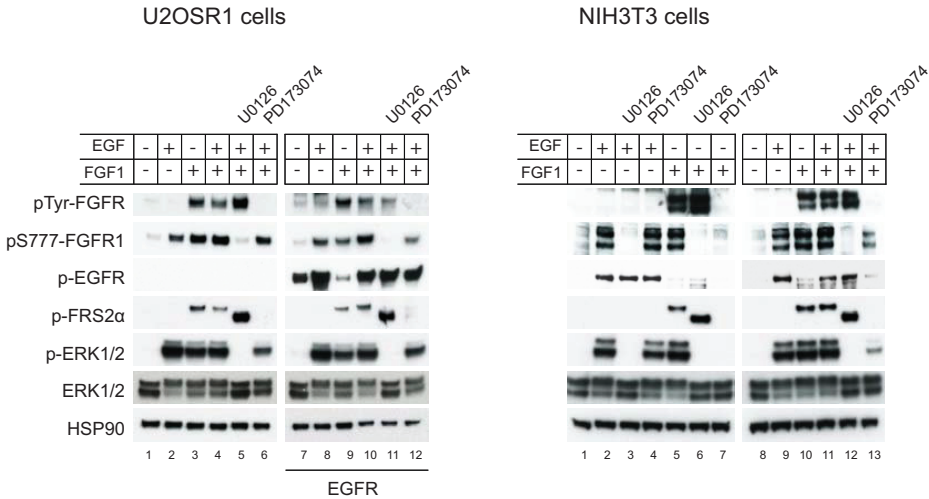 U2OSR1 cells
NIH3T3 cells
U0126
PD173074
U0126
PD173074
U0126
PD173074
U0126
PD173074
U0126
PD173074
EGF - + - + + + - + - + + +
FGF1 - - + + + + - - + + + +
EGF - + + + - - - - + - + + +
FGF1 - - - - + + + - - + + + +
pTyr-FGFR
pS777-FGFR1
p-EGFR
p-FRS2α
p-ERK1/2
ERK1/2
HSP90
1 2 3 4 5 6 7 8 9 10 11 12
1 2 3 4 5 6 7 8 9 10 11 12 13
EGFR